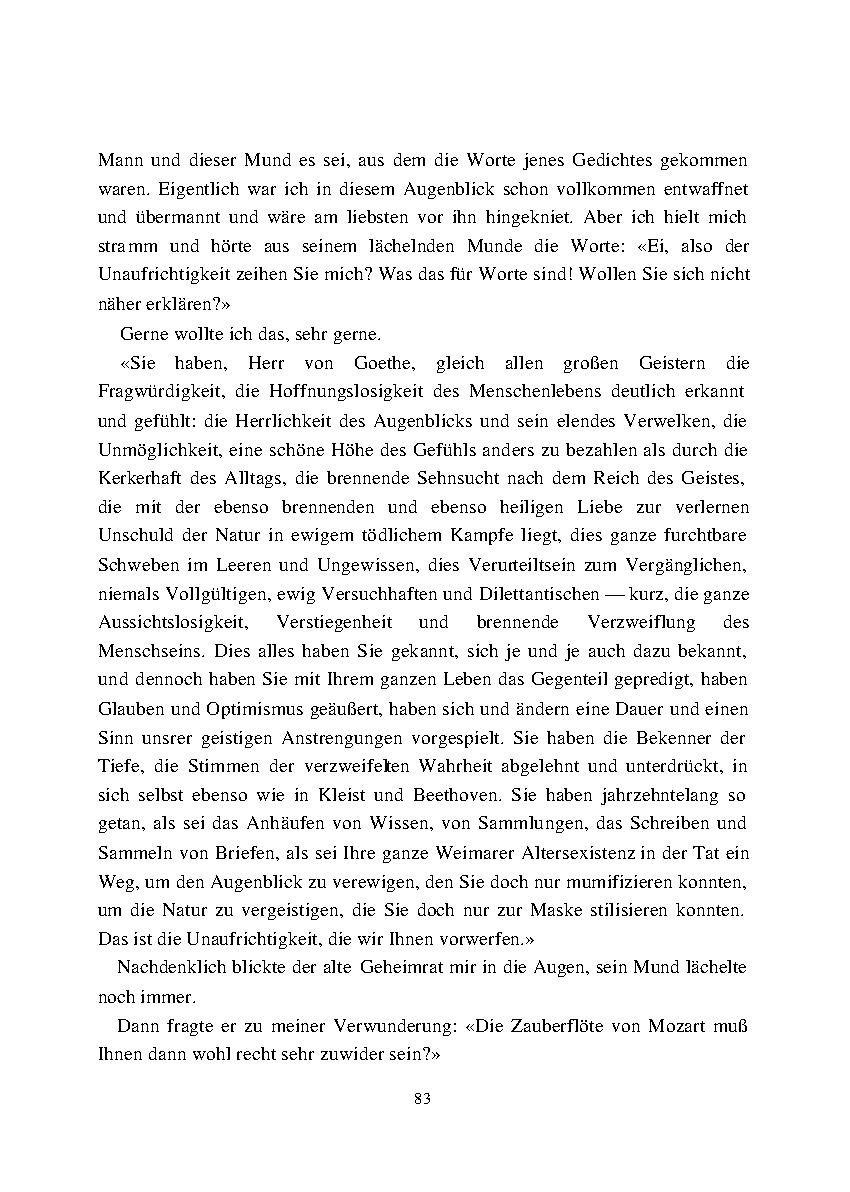 Mann und dieser Mund es sei, aus dem die Worte jenes Gedichtes gekommen
waren. Eigentlich war ich in diesem Augenblick schon vollkommen entwaffnet
und übermannt und wäre am liebsten vor ihn hingekniet. Aber ich hielt mich
stramm und hörte aus seinem lächelnden Munde die Worte: «Ei, also der
Unaufrichtigkeit zeihen Sie mich? Was das für Worte sind! Wollen Sie sich nicht
näher erklären?»
Gerne wollte ich das, sehr gerne.
«Sie haben, Herr von Goethe, gleich allen großen Geistern die
Fragwürdigkeit, die Hoffnungslosigkeit des Menschenlebens deutlich erkannt
und gefühlt: die Herrlichkeit des Augenblicks und sein elendes Verwelken, die
Unmöglichkeit, eine schöne Höhe des Gefühls anders zu bezahlen als durch die
Kerkerhaft des Alltags, die brennende Sehnsucht nach dem Reich des Geistes,
die mit der ebenso brennenden und ebenso heiligen Liebe zur verlernen
Unschuld der Natur in ewigem tödlichem Kampfe liegt, dies ganze furchtbare
Schweben im Leeren und Ungewissen, dies Verurteiltsein zum Vergänglichen,
niemals Vollgültigen, ewig Versuchhaften und Dilettantischen — kurz, die ganze
Aussichtslosigkeit, Verstiegenheit und brennende Verzweiflung des
Menschseins. Dies alles haben Sie gekannt, sich je und je auch dazu bekannt,
und dennoch haben Sie mit Ihrem ganzen Leben das Gegenteil gepredigt, haben
Glauben und Optimismus geäußert, haben sich und ändern eine Dauer und einen
Sinn unsrer geistigen Anstrengungen vorgespielt. Sie haben die Bekenner der
Tiefe, die Stimmen der verzweifelten Wahrheit abgelehnt und unterdrückt, in
sich selbst ebenso wie in Kleist und Beethoven. Sie haben jahrzehntelang so
getan, als sei das Anhäufen von Wissen, von Sammlungen, das Schreiben und
Sammeln von Briefen, als sei Ihre ganze Weimarer Altersexistenz in der Tat ein
Weg, um den Augenblick zu verewigen, den Sie doch nur mumifizieren konnten,
um die Natur zu vergeistigen, die Sie doch nur zur Maske stilisieren konnten.
Das ist die Unaufrichtigkeit, die wir Ihnen vorwerfen.»
Nachdenklich blickte der alte Geheimrat mir in die Augen, sein Mund lächelte
noch immer.
Dann fragte er zu meiner Verwunderung: «Die Zauberflöte von Mozart muß
Ihnen dann wohl recht sehr zuwider sein?»
83